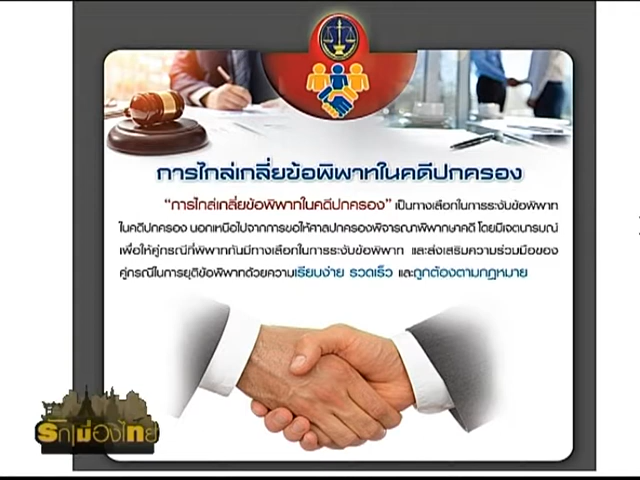 การไกล่เกลี่ยข้อพิพาทในคดีปกครอง
“การไกล่เกลี่ยข้อพิพาทในคดีปกครอง” เป็นทางเลือกในการระงับข้อพิพาท
ในคดีปกครอง นอกเหนือไปจากการขอให้ศาลปกครองพิจารณาพิพากษาคดี โดยมีเจตนารมณ์
เพื่อให้คู่กรณีที่พิพาทกันมีทางเลือกในการระงับข้อพิพาท และส่งเสริมความร่วมมือของ
คู่กรณีในการยุติข้อพิพาทด้วยความเรียบง่าย รวดเร็ว และถูกต้องตามกฎหมาย
รักเมืองไทย